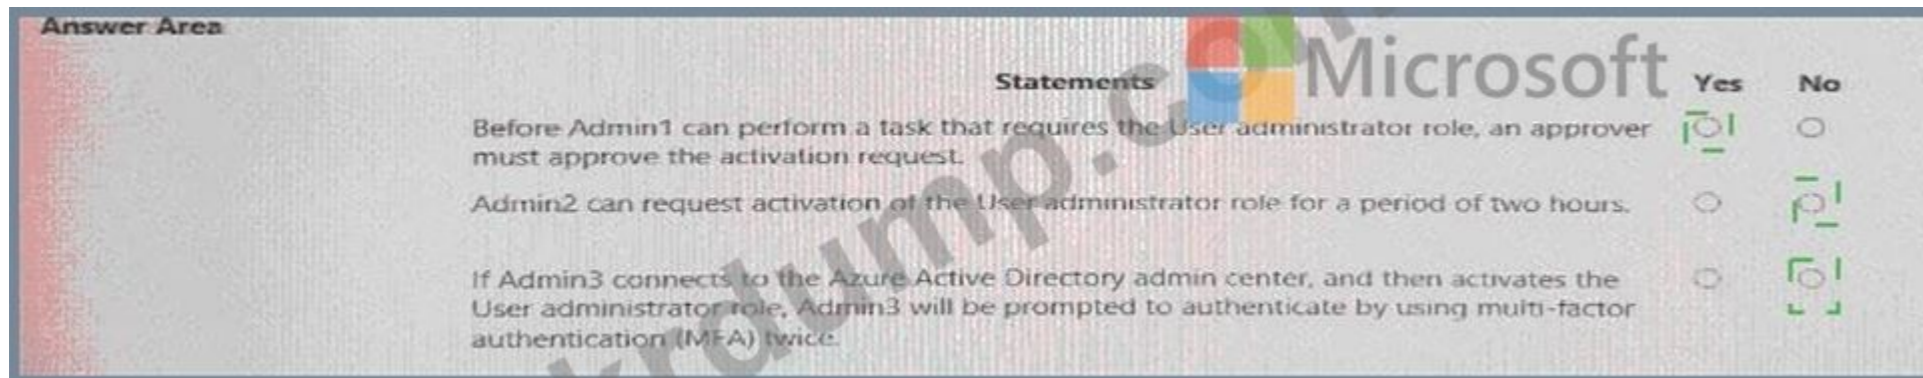 Answer Area
Microsoft
Statements Yes No
Before Admin1 can perform a task that requires the User administrator role, an approver
must approve the activation request.
Admin2 can request activation of the User administrator role for a period of two hours.
If Admin3 connects to the Azure Active Directory admin center, and then activates the
User administrator role, Admin3 will be prompted to authenticate by using multi-factor
authentication (MFA) twice.
krdump.com